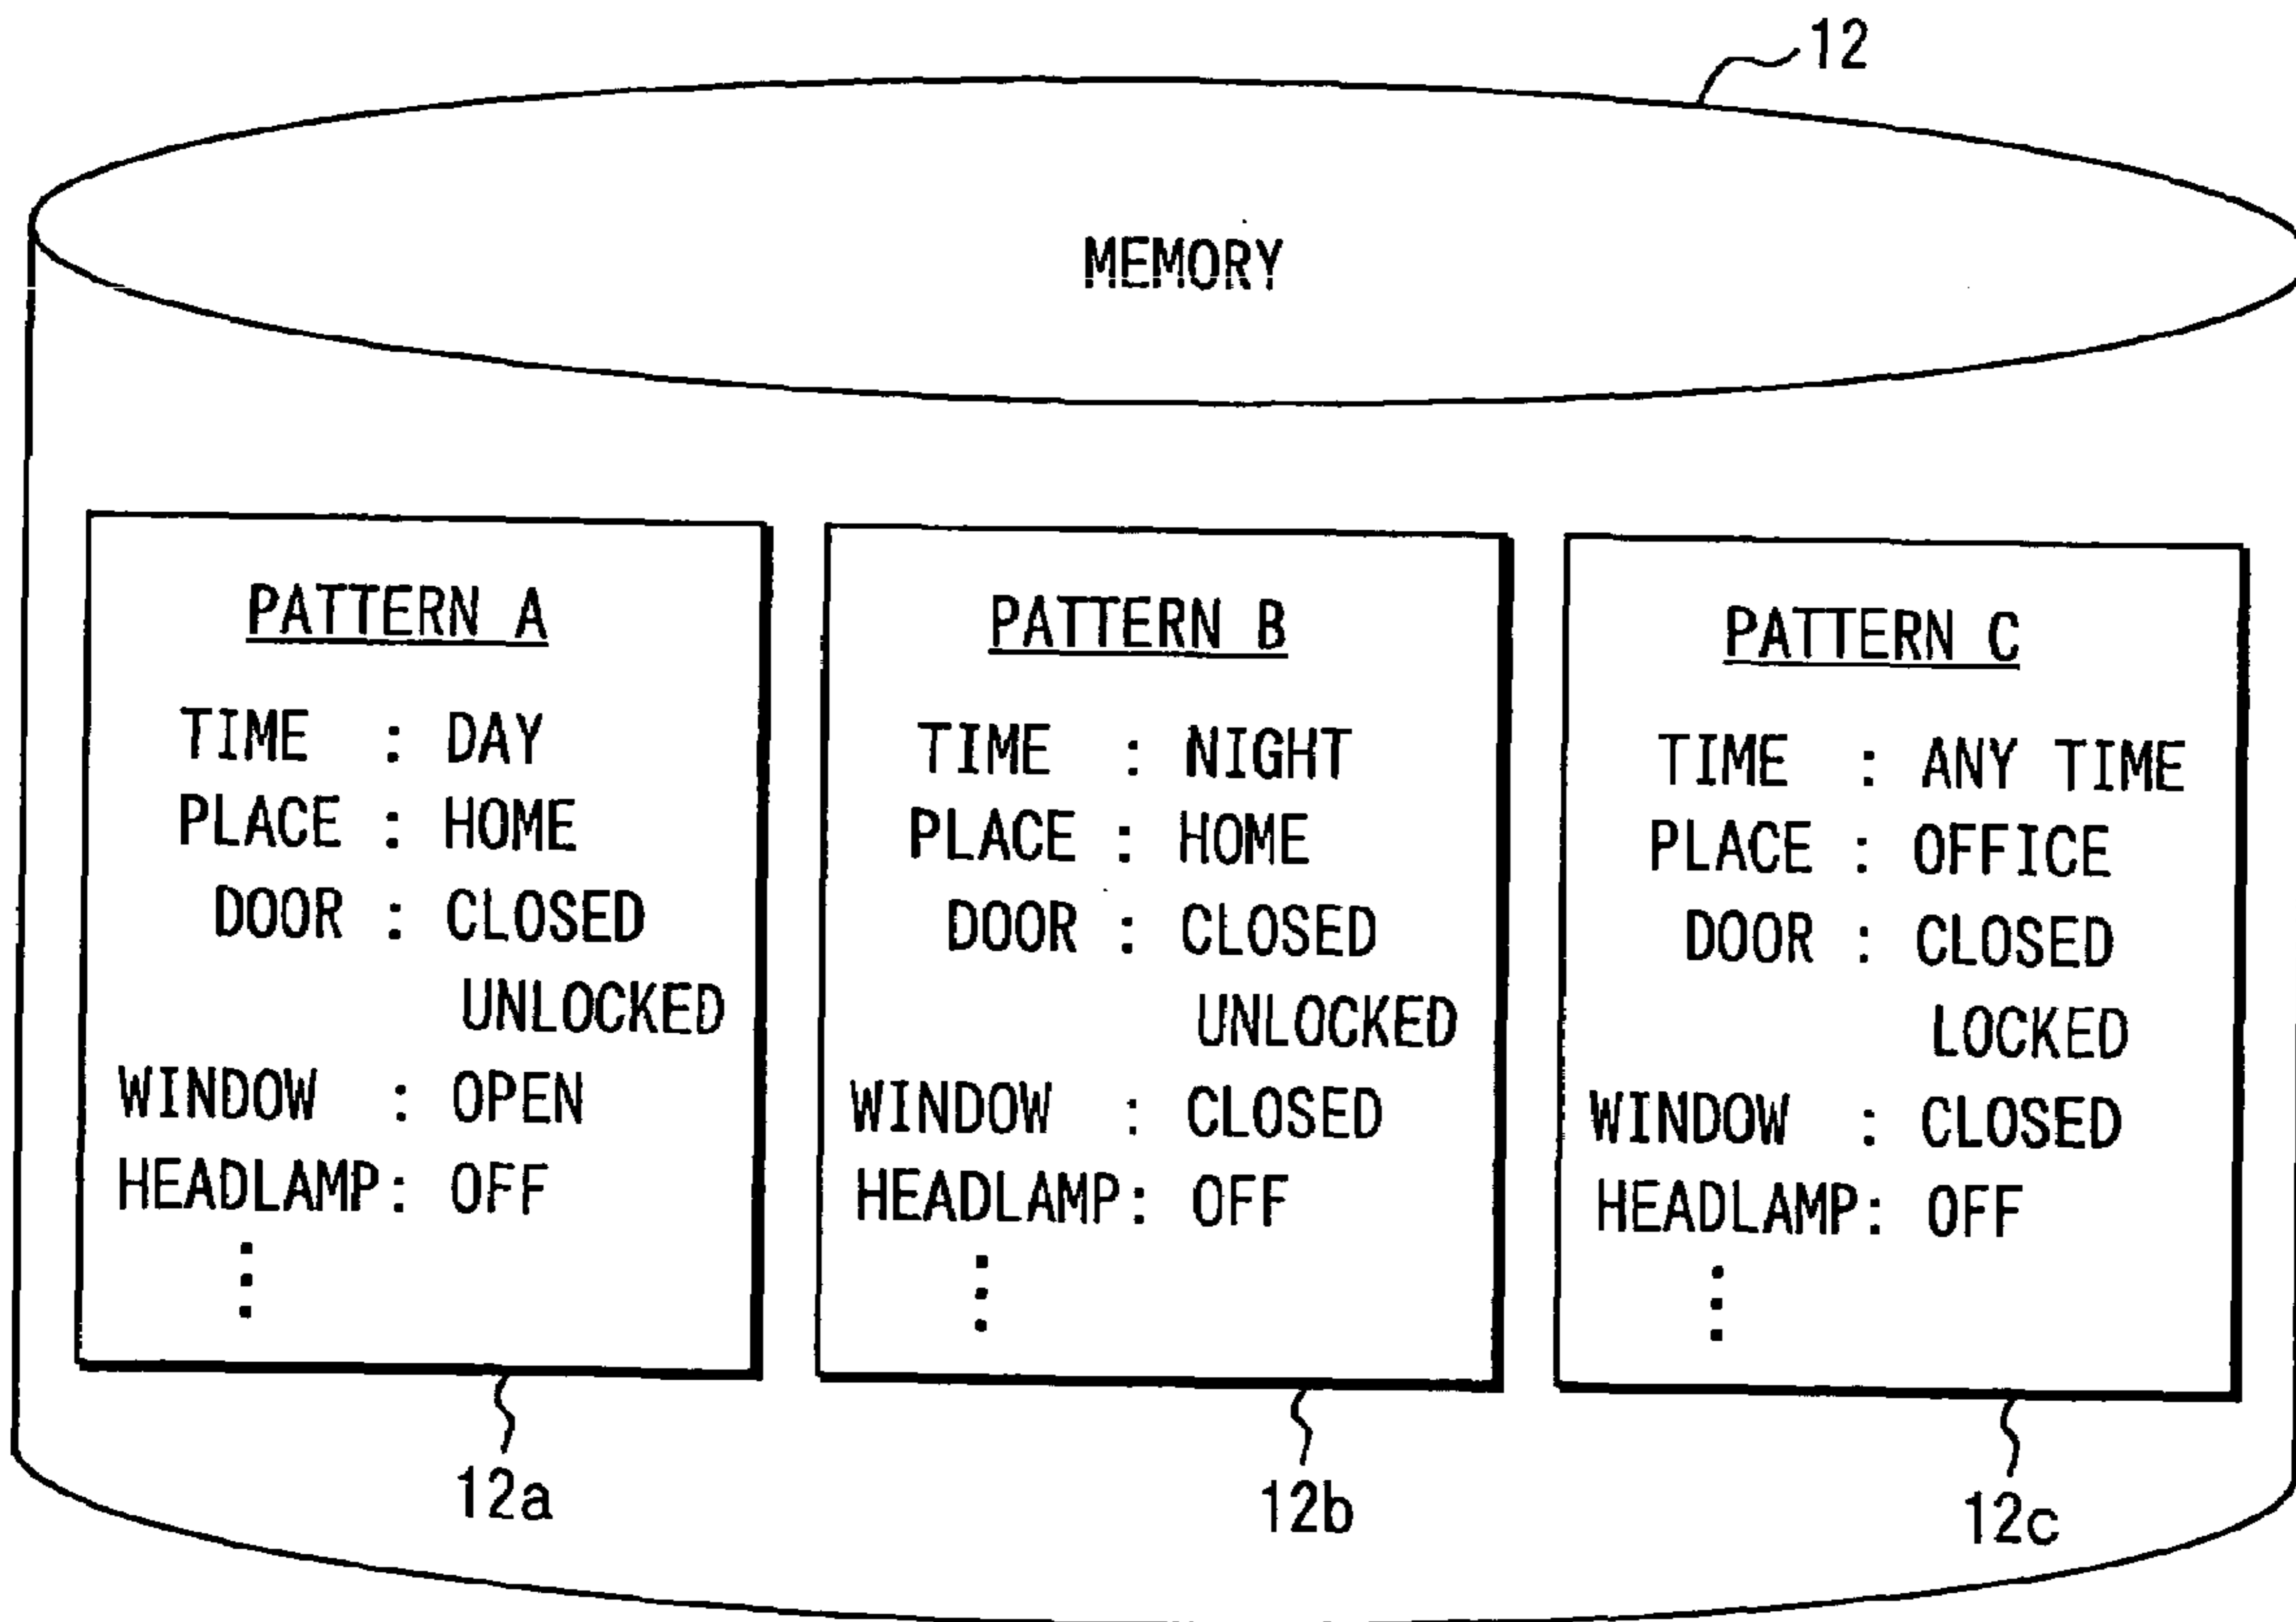 12
MEMORY
PATTERN A
TIME : DAY
PLACE : HOME
DOOR : CLOSED
UNLOCKED
WINDOW : OPEN
HEADLAMP : OFF
12a
PATTERN B
TIME : NIGHT
PLACE : HOME
DOOR : CLOSED
UNLOCKED
WINDOW : CLOSED
HEADLAMP : OFF
12b
PATTERN C
TIME : ANY TIME
PLACE : OFFICE
DOOR : CLOSED
LOCKED
WINDOW : CLOSED
HEADLAMP : OFF
12c